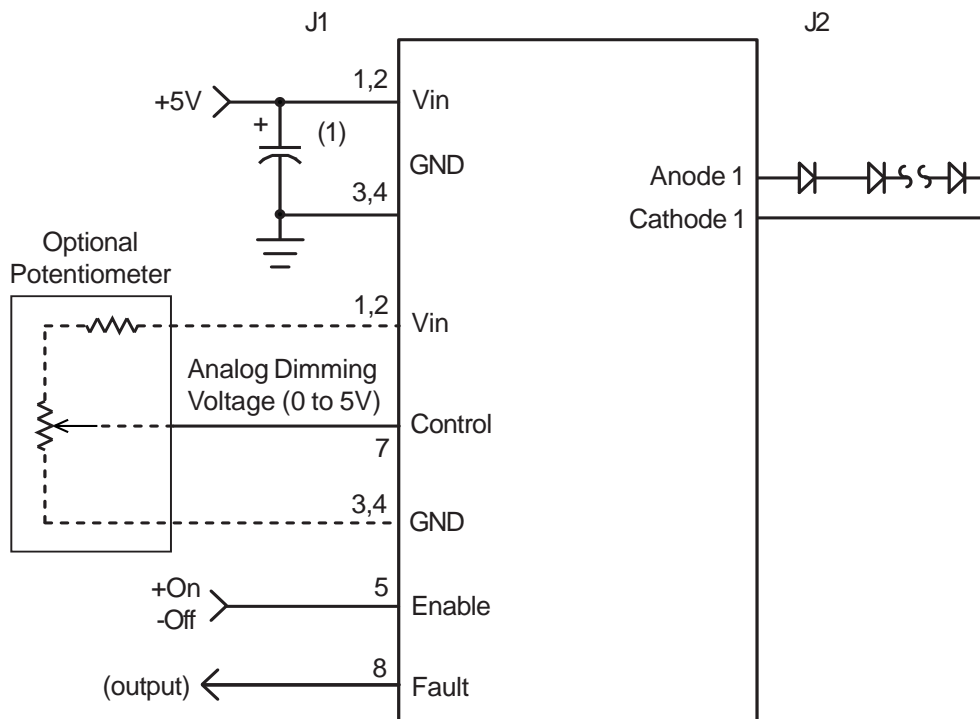 J1
J2
1,2
+5V
Vin
+
(1)
GND
3,4
Anode 1
Cathode 1
Optional
Potentiometer
1,2
Vin
Analog Dimming
Voltage (0 to 5V)
Control
7
3,4
GND
+On
-Off
5
Enable
8
(output)
Fault